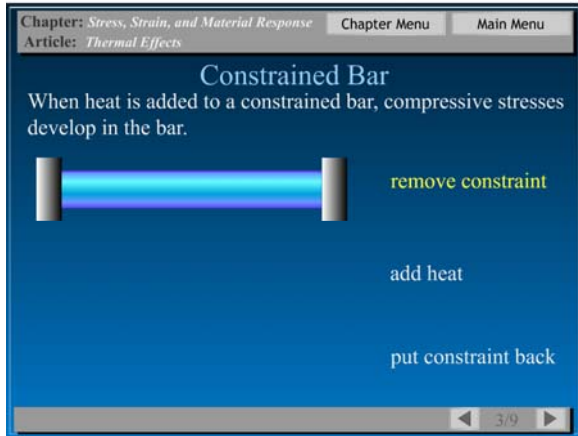 Chapter: Stress, Strain, and Material Response
Chapter Menu
Main Menu
Article: Thermal Effects
Constrained Bar
When heat is added to a constrained bar, compressive stresses
develop in the bar.
remove constraint
add heat
put constraint back
3/9